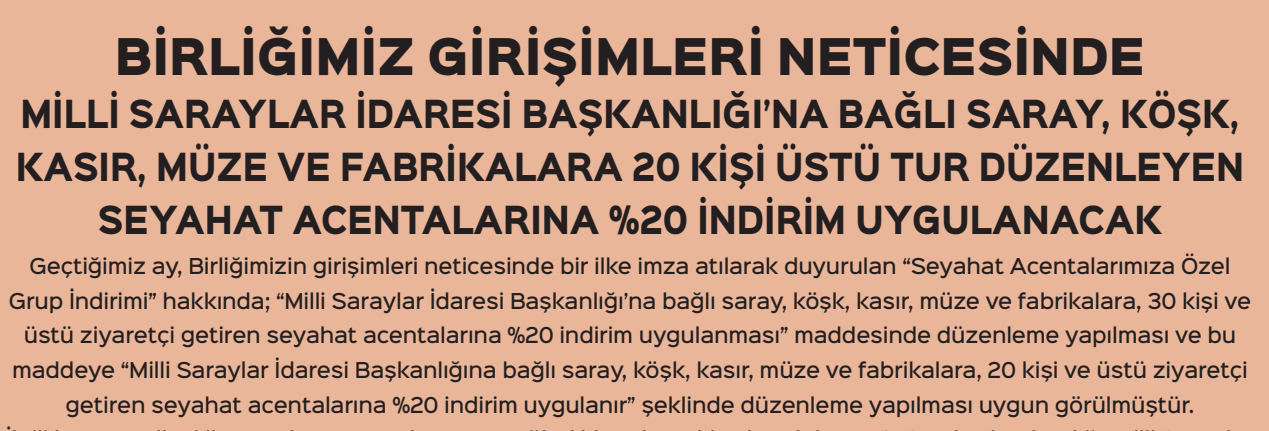 BİRLİĞİMİZ GİRİŞİMLERİ NETİCESİNDE
MİLLİ SARAYLAR İDARESİ BAŞKANLIĞI'NA BAĞLI SARAY, KÖŞK,
KASIR, MÜZE VE FABRİKALARA 20 KİŞİ ÜSTÜ TUR DÜZENLEYEN
SEYAHAT ACENTALARINA %20 İNDİRİM UYGULANACAK
Geçtiğimiz ay, Birliğimizin girişimleri neticesinde bir ilke imza atılarak duyurulan “Seyahat Acentalarımıza Özel
Grup İndirimi” hakkında; “Milli Saraylar İdaresi Başkanlığı’na bağlı saray, köşk, kasır, müze ve fabrikalara, 30 kişi ve
üstü ziyaretçi getiren seyahat acentalarına %20 indirim uygulanması” maddesinde düzenleme yapılması ve bu
maddeye “Milli Saraylar İdaresi Başkanlığına bağlı saray, köşk, kasır, müze ve fabrikalara, 20 kişi ve üstü ziyaretçi
getiren seyahat acentalarına %20 indirim uygulanır” şeklinde düzenleme yapılması uygun görülmüştür.